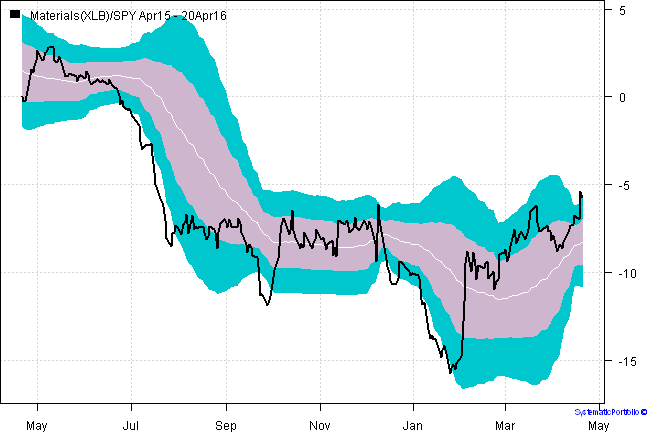 Materials(XLB)/SPY Apr15 - 20Apr16
5
0
-5
-10
-15
SystematicPortfolio ©
May Jul Sep Nov Jan Mar May